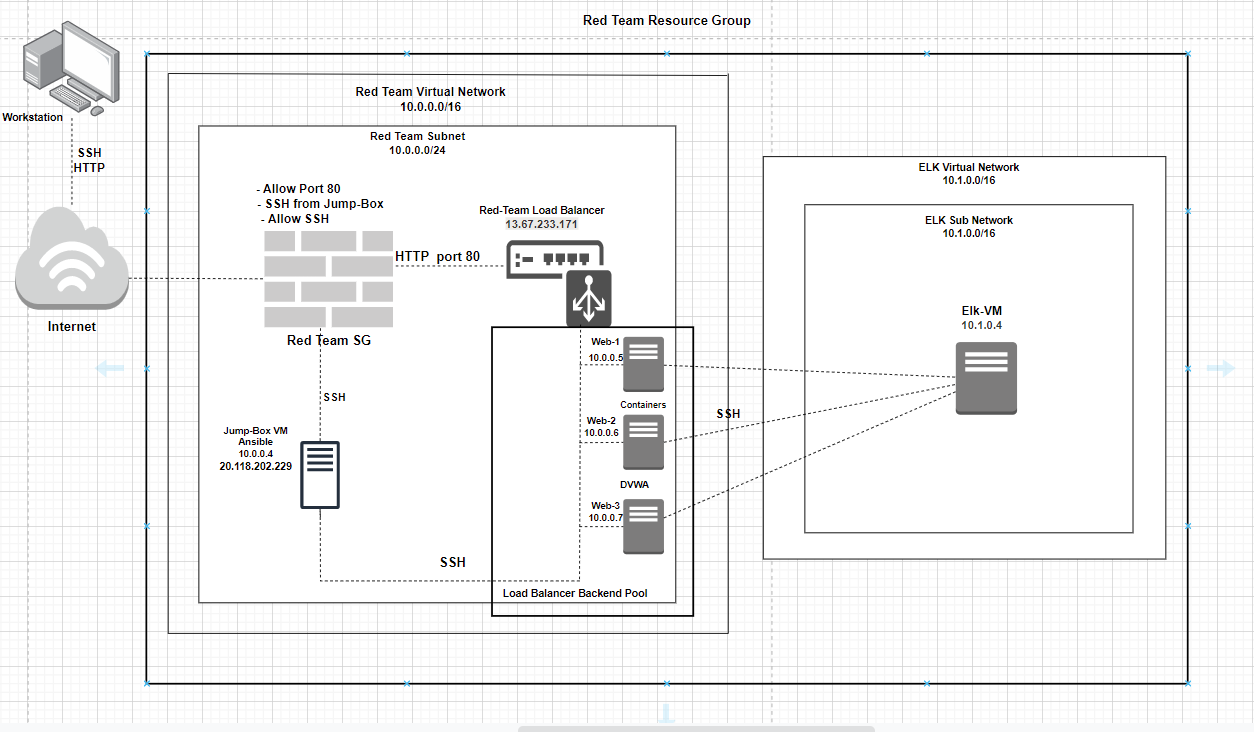 Red Team Resource Group
Workstation
SSH
HTTP
Internet
Red Team Virtual Network
10.0.0.0/16
Red Team Subnet
10.0.0.0/24
- Allow Port 80
- SSH from Jump-Box
- Allow SSH
Red Team SG
HTTP port 80
Red-Team Load Balancer
13.67.233.171
SSH
Jump-Box VM
Ansible
10.0.0.4
20.118.202.229
SSH
Web-1
10.0.0.5
Containers
Web-2
10.0.0.6
DVWA
Web-3
10.0.0.7
Load Balancer Backend Pool
SSH
ELK Virtual Network
10.1.0.0/16
ELK Sub Network
10.1.0.0/16
Elk-VM
10.1.0.4